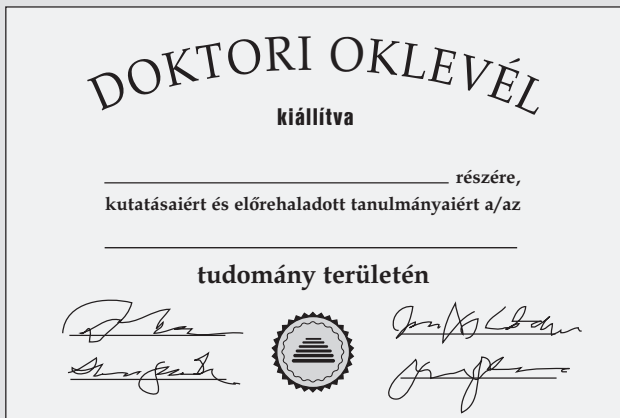 DOKTORI OKLEVÉL
kiállítva
részére,
kutatásaiért és előrehaladott tanulmányaiért a/az
tudomány területén